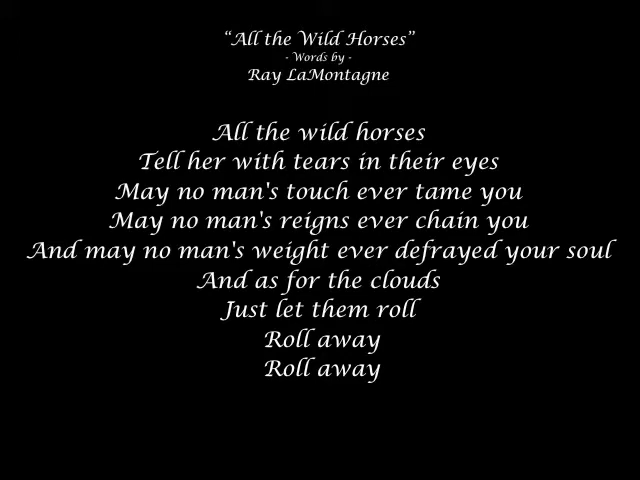 “All the Wild Horses”
- Words by -
Ray LaMontagne
All the wild horses
Tell her with tears in their eyes
May no man's touch ever tame you
May no man's reigns ever chain you
And may no man's weight ever defrayed your soul
And as for the clouds
Just let them roll
Roll away
Roll away